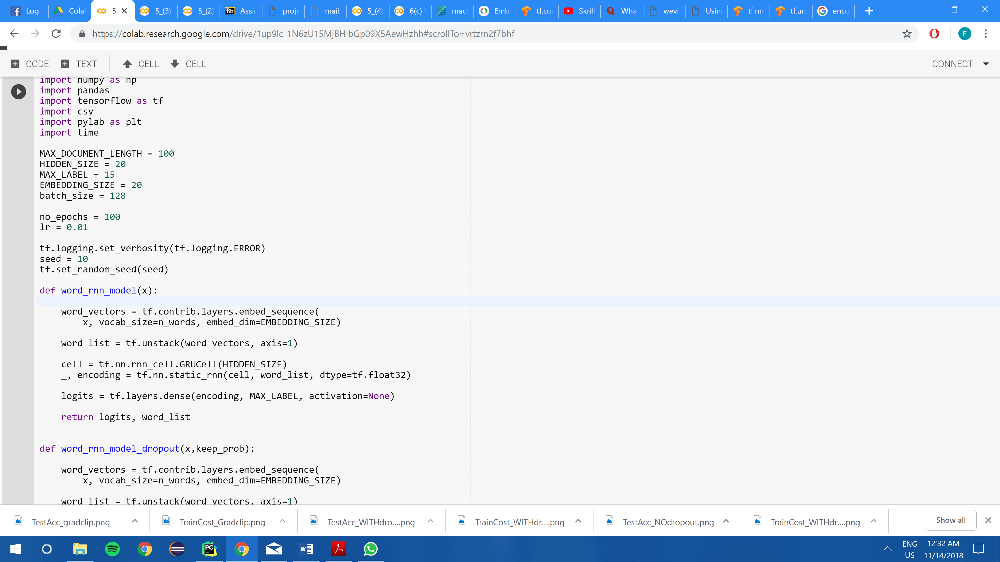 Log i
Cola
5
5_(3)
5_(2)
Bb
Assig
proje
mail.
5_(4)
6(c)
mach
Emb
tf.co
Skrill
Wha
wevi
Usin
tf.nn.
tf.un
enco
https://colab.research.google.com/drive/1up9lc_1N6zU15MjBHIbGp09X5AewHzhh#scrollTo=vrtzrn2f7bhf
F
CODE TEXT CELL CELL CONNECT
import numpy as np
import pandas
import tensorflow as tf
import csv
import pylab as plt
import time
MAX_DOCUMENT_LENGTH = 100
HIDDEN_SIZE = 20
MAX_LABEL = 15
EMBEDDING_SIZE = 20
batch_size = 128
no_epochs = 100
lr = 0.01
tf.logging.set_verbosity(tf.logging.ERROR)
seed = 10
tf.set_random_seed(seed)
def word_rnn_model(x):
word_vectors = tf.contrib.layers.embed_sequence(
x, vocab_size=n_words, embed_dim=EMBEDDING_SIZE)
word_list = tf.unstack(word_vectors, axis=1)
cell = tf.nn.rnn_cell.GRUCell(HIDDEN_SIZE)
_, encoding = tf.nn.static_rnn(cell, word_list, dtype=tf.float32)
logits = tf.layers.dense(encoding, MAX_LABEL, activation=None)
return logits, word_list
def word_rnn_model_dropout(x,keep_prob):
word_vectors = tf.contrib.layers.embed_sequence(
x, vocab_size=n_words, embed_dim=EMBEDDING_SIZE)
word_list = tf.unstack(word_vectors, axis=1)
TestAcc_gradclip.png
TrainCost_Gradclip.png
TestAcc_WITHdro....png
TrainCost_WITHdr....png
TestAcc_NOdropout.png
TrainCost_WITHdr....png
Show all
PC
W
ENG
US
12:32 AM
11/14/2018